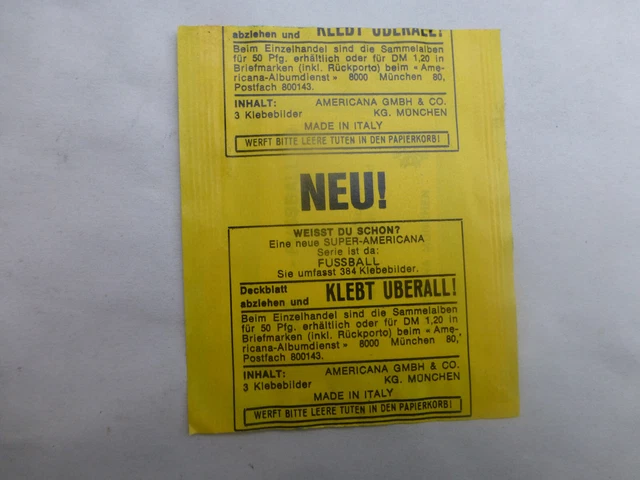 abziehen und KLEBT ÜBERALL!
Beim Einzelhandel sind die Sammelalben
für 50 Pfg. erhältlich oder für DM 1,20 in
Briefmarken (inkl. Rückporto) beim « Ame-
ricana-Albumdienst » 8000 München 80,
Postfach 800143.
INHALT: AMERICANA GMBH & CO.
3 Klebebilder KG. MÜNCHEN
MADE IN ITALY
WERFT BITTE LEERE TÜTEN IN DEN PAPIERKORB!
NEU!
WEISST DU SCHON?
Eine neue SUPER-AMERICANA
Serie ist da:
FUSSBALL
Sie umfasst 384 Klebebilder.
Deckblatt
abziehen und KLEBT ÜBERALL!
Beim Einzelhandel sind die Sammelalben
für 50 Pfg. erhältlich oder für DM 1,20 in
Briefmarken (inkl. Rückporto) beim « Ame-
ricana-Albumdienst » 8000 München 80,
Postfach 800143.
INHALT: AMERICANA GMBH & CO.
3 Klebebilder KG. MÜNCHEN
MADE IN ITALY
WERFT BITTE LEERE TÜTEN IN DEN PAPIERKORB!